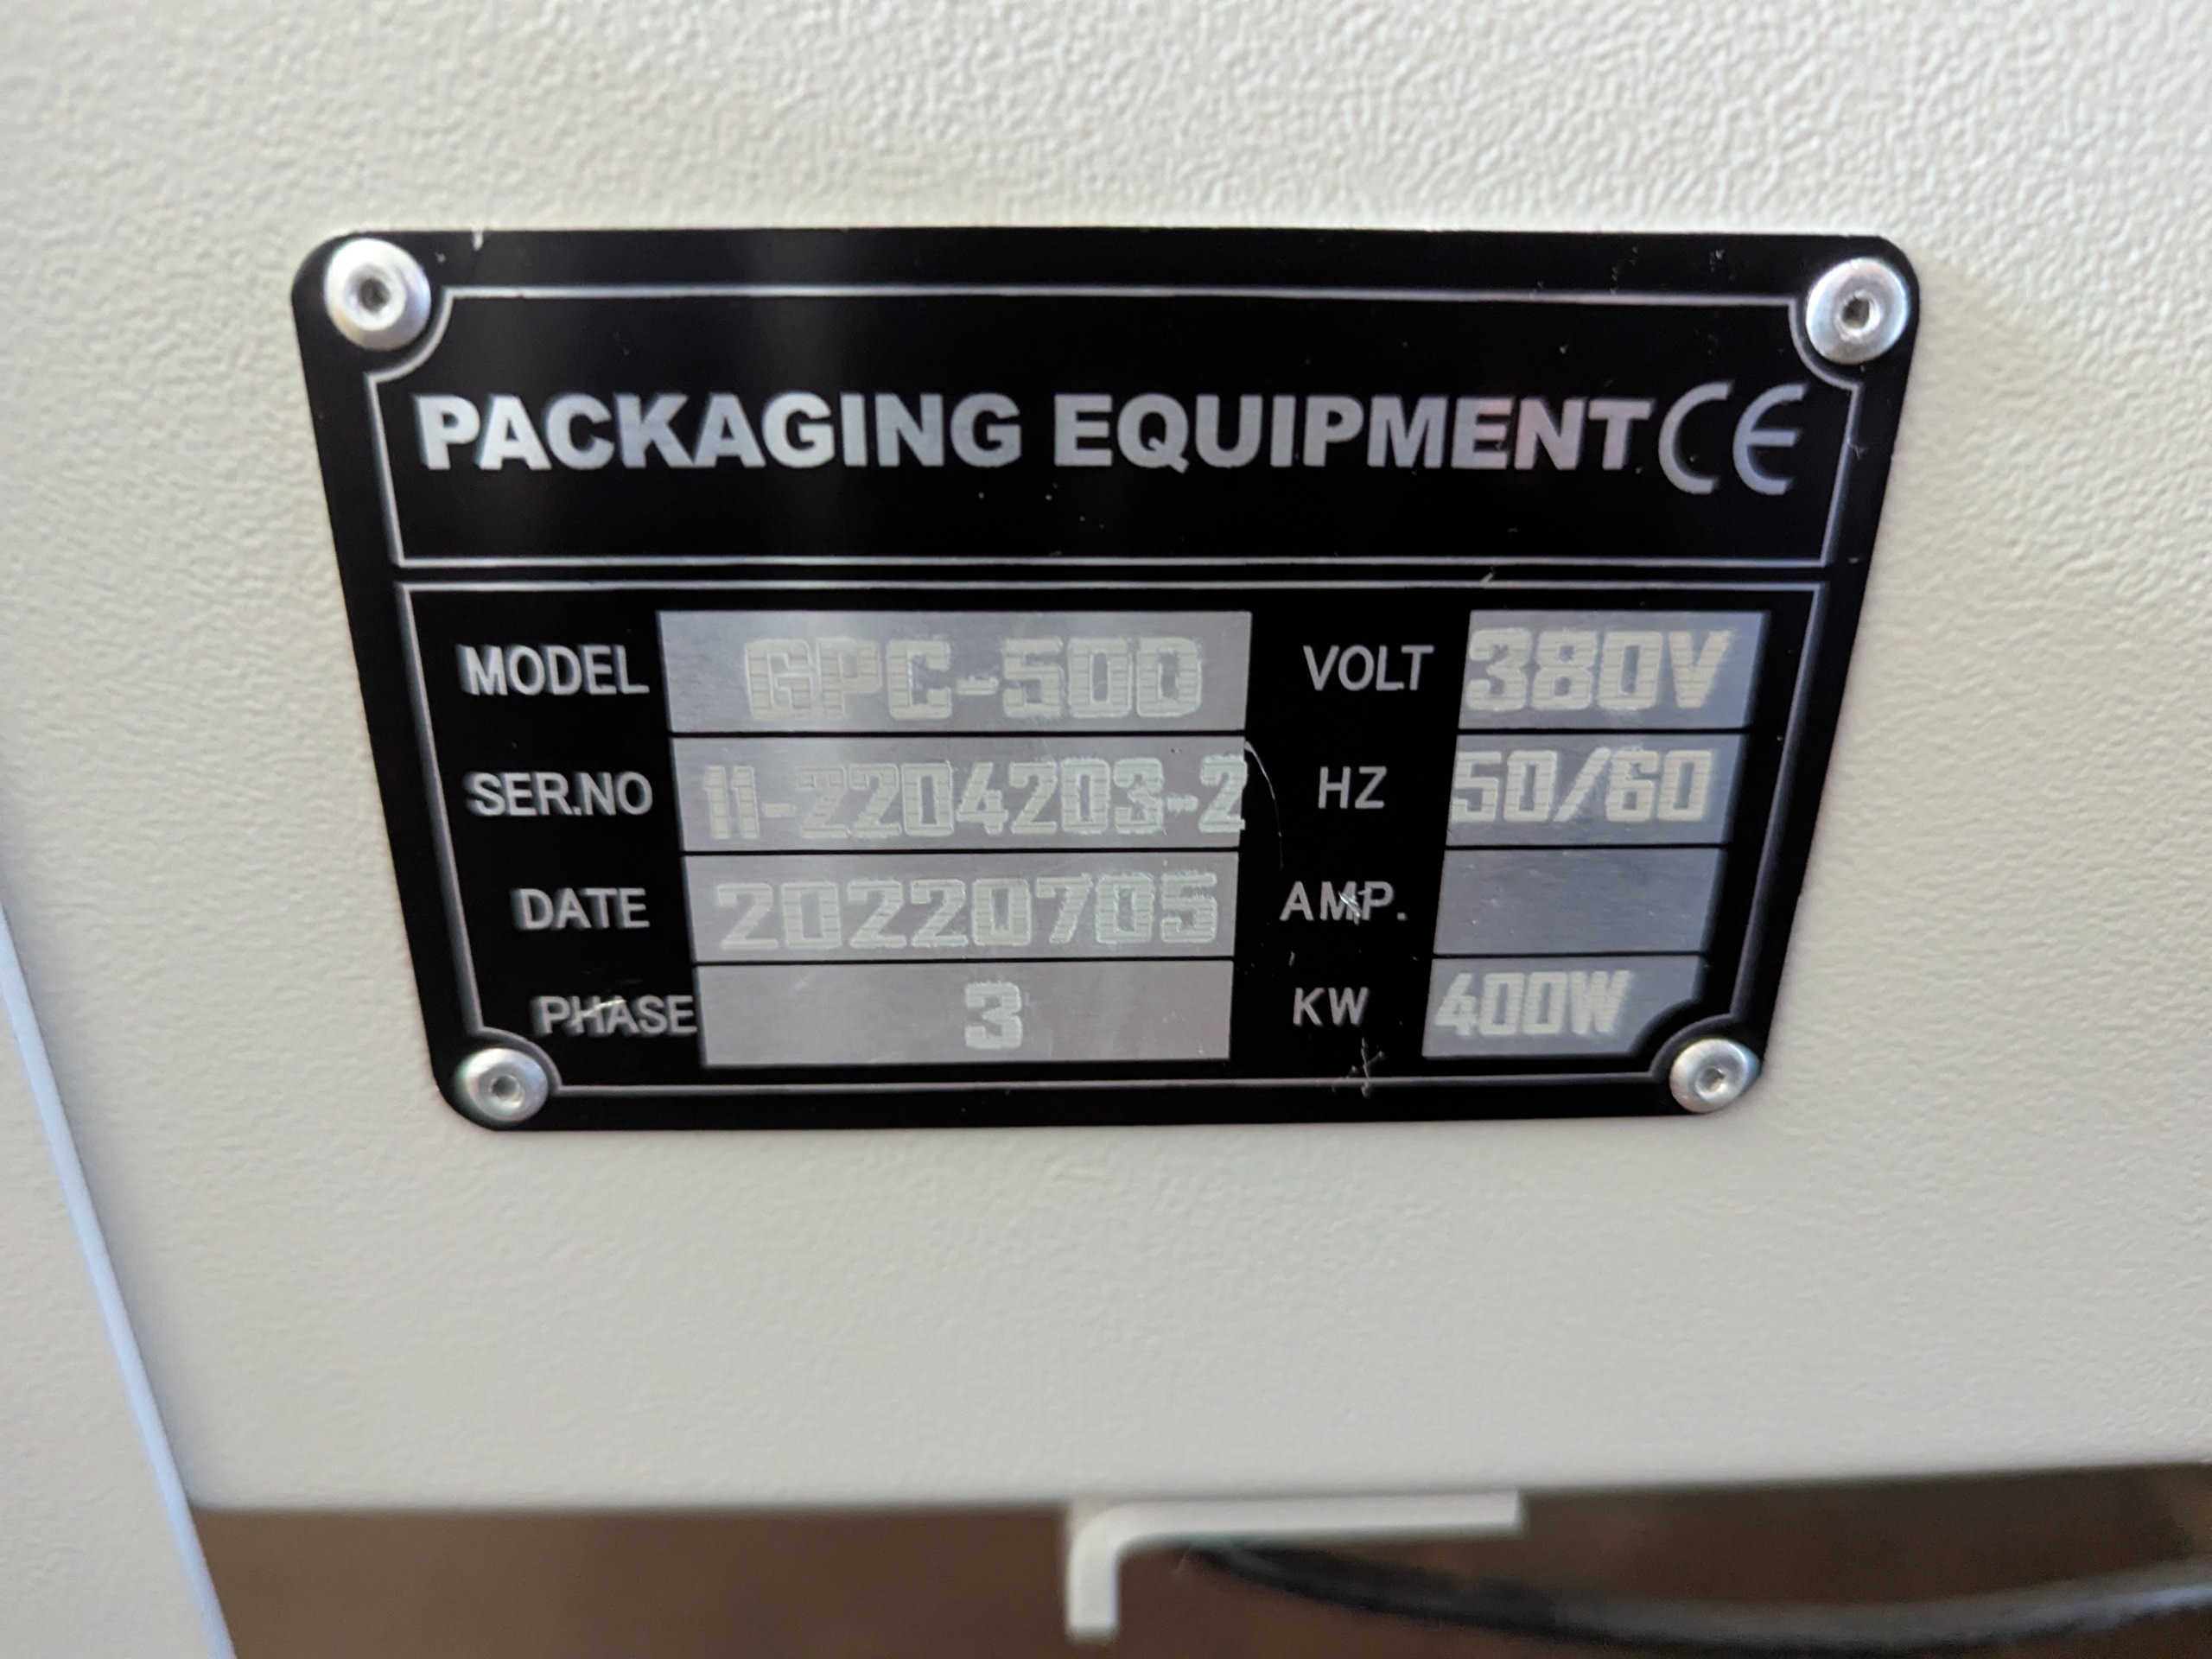 PACKAGING EQUIPMENT CE
MODEL GPC-500 VOLT 380V
SER.NO 11-2204203-2 HZ 50/60
DATE 20220705 AMP.
PHASE 3 KW 400W